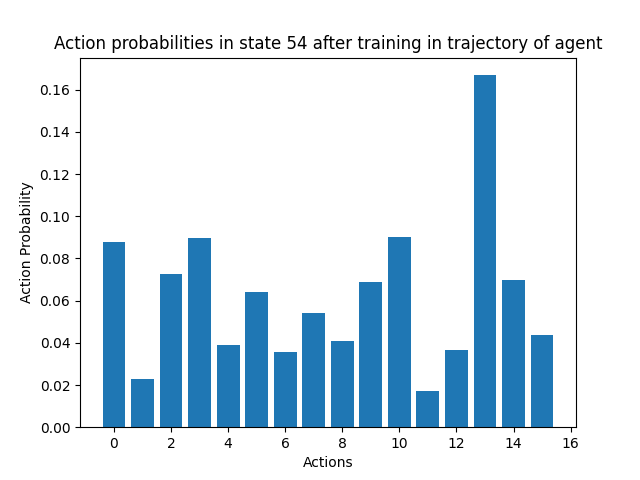 Action probabilities in state 54 after training in trajectory of agent
0.16
0.14
0.12
0.10
0.08
0.06
0.04
0.02
0.00
Action Probability
0 2 4 6 8 10 12 14 16
Actions